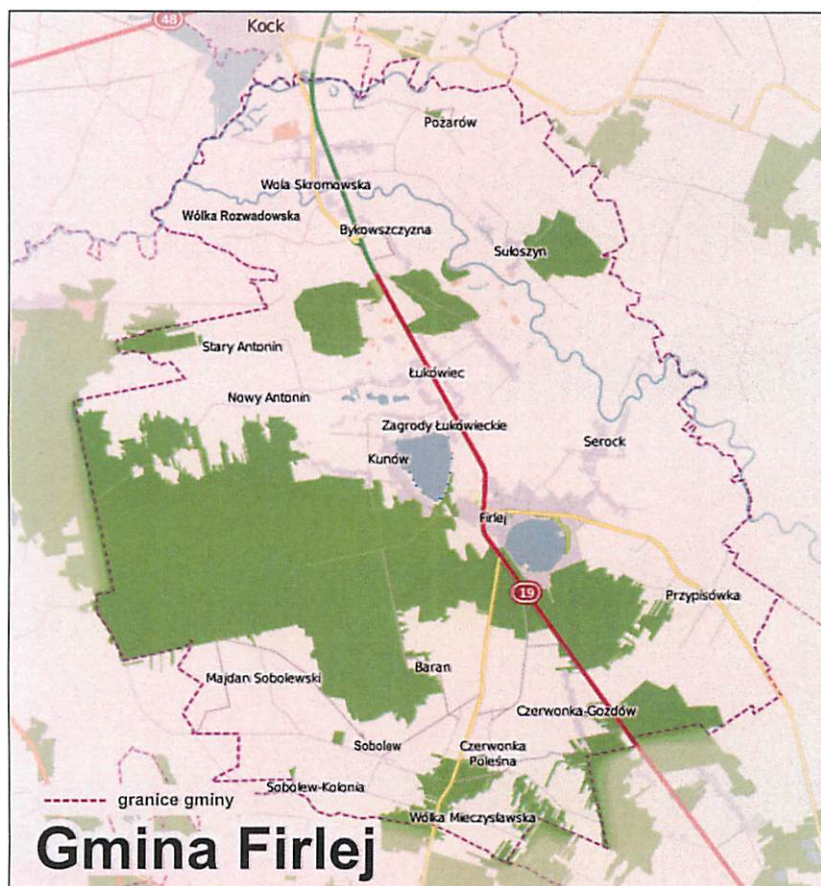 48
Kock
Pożarów
Wola Skromowska
Wólka Rozwadowska
Bykowszczyzna
Sułoszyn
Stary Antonin
Łukówiec
Nowy Antonin
Zagrody Łukówieckie
Serock
Kunów
Firlej
19
Przypisówka
Baran
Majdan Sobolewski
Czerwonka-Gozdów
Sobolew
Czerwonka
Poleśna
Sobolew-Kolonia
granice gminy
Wólka Mieczysławska
Gmina Firlej